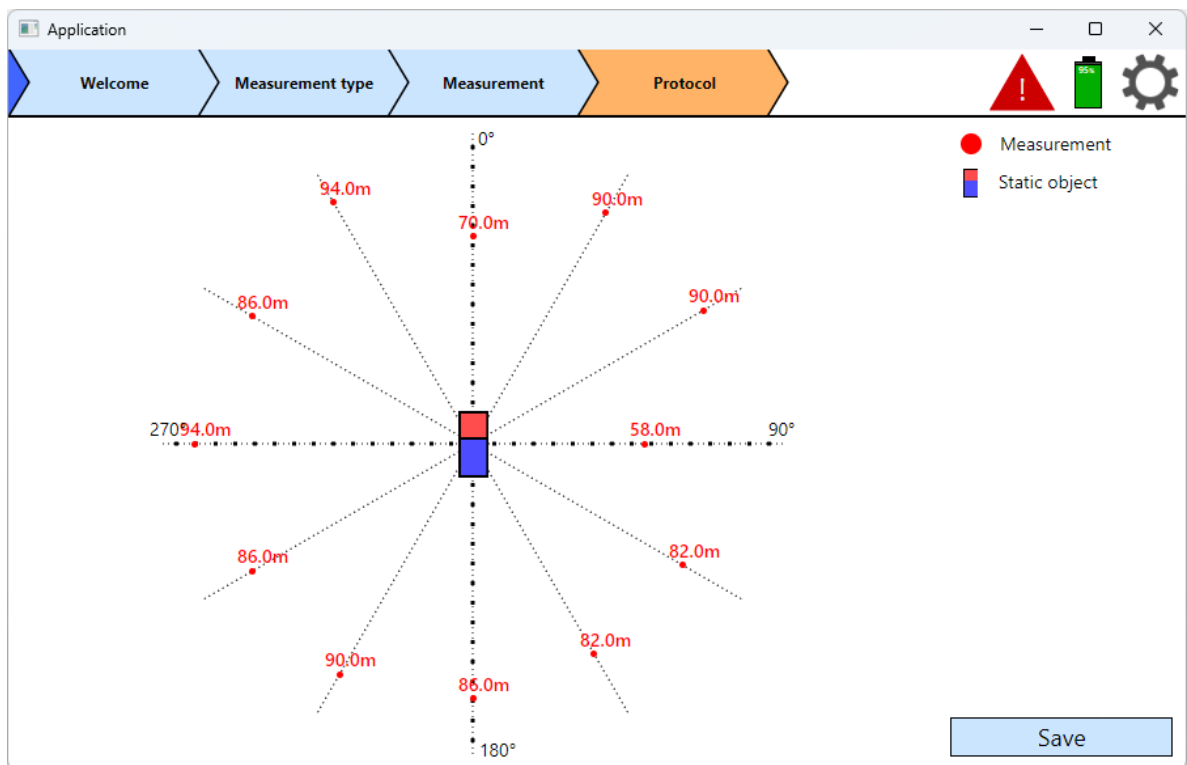 Application
Welcome
Measurement type
Measurement
Protocol
!
95%
Measurement
Static object
0°
94.0m
90.0m
70.0m
86.0m
90.0m
270°
94.0m
58.0m
90°
86.0m
82.0m
82.0m
90.0m
86.0m
180°
Save